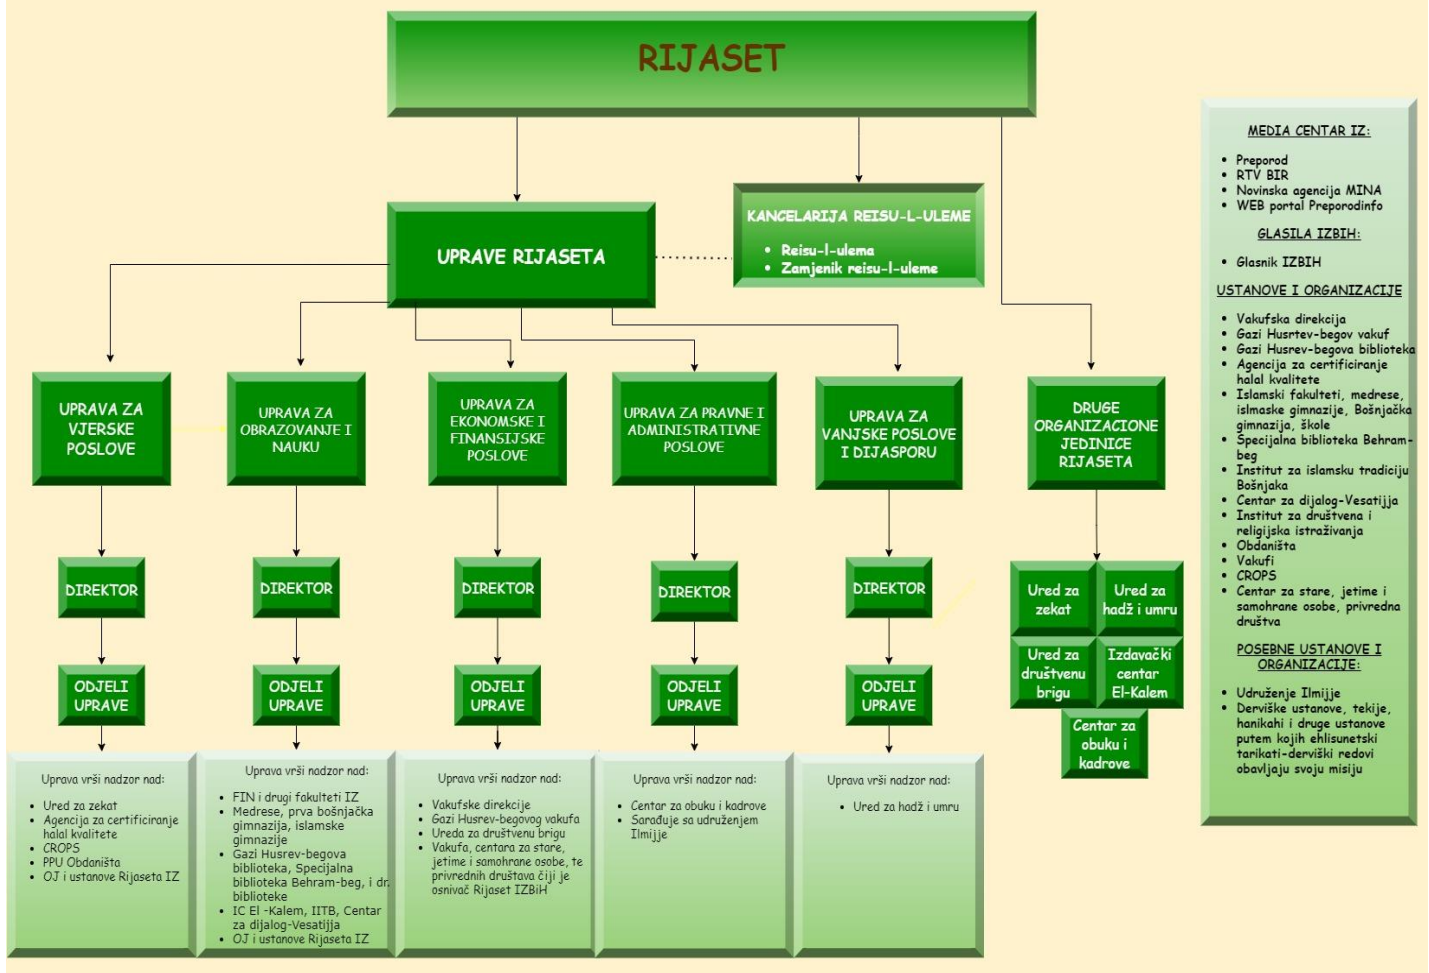 RIJASET
KANCELARIJA REISU-L-ULEME
• Reisu-l-ulema
• Zamjenik reisu-l-uleme
UPRAVE RIJASETA
UPRAVA ZA
VJERSKE
POSLOVE
UPRAVA ZA
OBRAZOVANJE I
NAUKU
UPRAVA ZA
EKONOMSKE I
FINANSIJSKE
POSLOVE
UPRAVA ZA PRAVNE I
ADMINISTRATIVNE
POSLOVE
UPRAVA ZA
VANJSKE POSLOVE
I DIJASPORU
DRUGE
ORGANIZACIONE
JEDINICE
RIJASETA
DIREKTOR
DIREKTOR
DIREKTOR
DIREKTOR
DIREKTOR
Ured za
zekat
Ured za
hadž i umru
Ured za
društvenu
brigu
Izdavački
centar
El-Kalem
Centar za
obuku i
kadrove
ODJELI
UPRAVE
ODJELI
UPRAVE
ODJELI
UPRAVE
ODJELI
UPRAVE
ODJELI
UPRAVE
Uprava vrši nadzor nad:
• Ured za zekat
• Agencija za certificiranje
halal kvalitete
• CROPS
• PPU Obdaništa
• OJ i ustanove Rijaseta IZ
Uprava vrši nadzor nad:
• FIN i drugi fakulteti IZ
• Medrese, prva bošnjačka
gimnazija, islamske
gimnazije
• Gazi Husrev-begova
biblioteka, Specijalna
biblioteka Behram-beg, i dr.
biblioteke
• IC El -Kalem, IITB, Centar
za dijalog-Vesatijja
• OJ i ustanove Rijaseta IZ
Uprava vrši nadzor nad:
• Vakufske direkcije
• Gazi Husrev-begovog vakufa
• Ureda za društvenu brigu
• Vakufa, centara za stare,
jetime i samohrane osobe, te
privrednih društava čiji je
osnivač Rijaset IZBiH
Uprava vrši nadzor nad:
• Centar za obuku i kadrove
• Sarađuje sa udruženjem
Ilmijje
Uprava vrši nadzor nad:
• Ured za hadž i umru
MEDIA CENTAR IZ:
• Preporod
• RTV BIR
• Novinska agencija MINA
• WEB portal Preporodinfo
GLASILA IZBIH:
• Glasnik IZBIH
USTANOVE I ORGANIZACIJE
• Vakufska direkcija
• Gazi Husrtev-begov vakuf
• Gazi Husrev-begova biblioteka
• Agencija za certificiranje
halal kvalitete
• Islamski fakulteti, medrese,
islmaske gimnazije, Bošnjačka
gimnazija, škole
• Specijalna biblioteka Behram-
beg
• Institut za islamsku tradiciju
Bošnjaka
• Centar za dijalog-Vesatijja
• Institut za društvena i
religijska istraživanja
• Obdaništa
• Vakufi
• CROPS
• Centar za stare, jetime i
samohrane osobe, privredna
društva
POSEBNE USTANOVE I
ORGANIZACIJE:
• Udruženje Ilmijje
• Derviške ustanove, tekije,
hanikahi i druge ustanove
putem kojih ehlisunetski
tarikati-derviški redovi
obavljaju svoju misiju